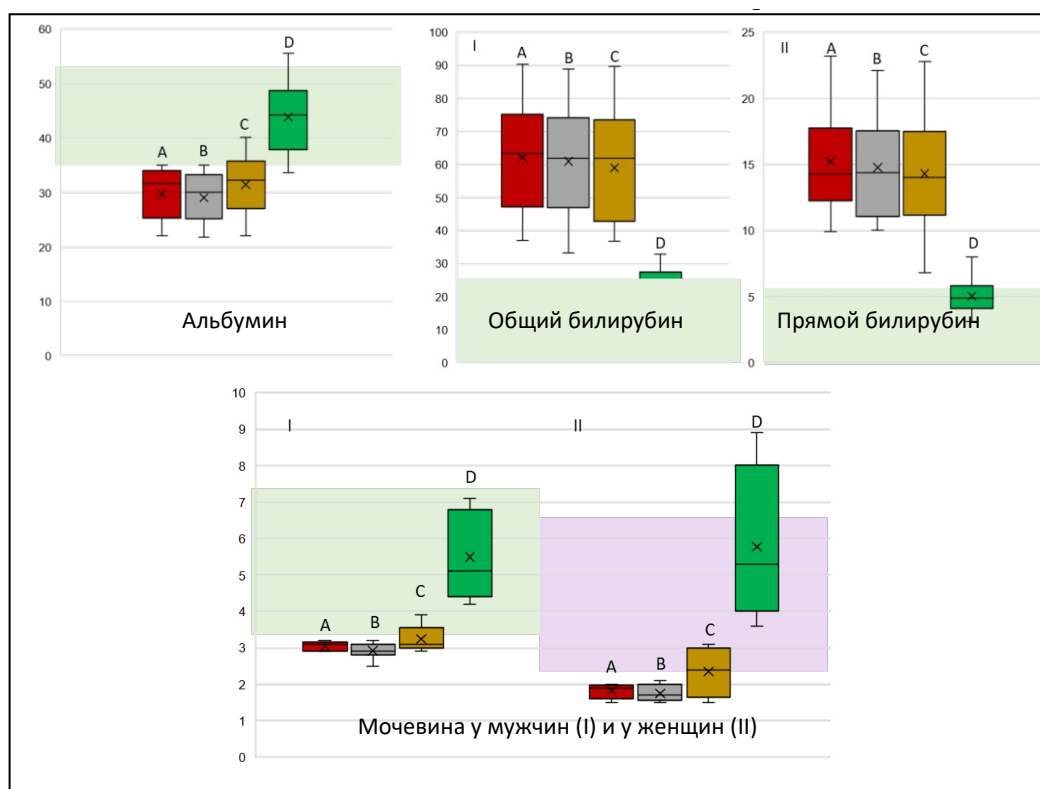 60
50
40
30
20
10
0
A
B
C
D
Альбумин
100
90
80
70
60
50
40
30
20
10
0
I
A
B
C
D
Общий билирубин
25
20
15
10
5
0
II
A
B
C
D
Прямой билирубин
10
9
8
7
6
5
4
3
2
1
0
I
A
B
C
D
II
A
B
C
D
Мочевина у мужчин (I) и у женщин (II)